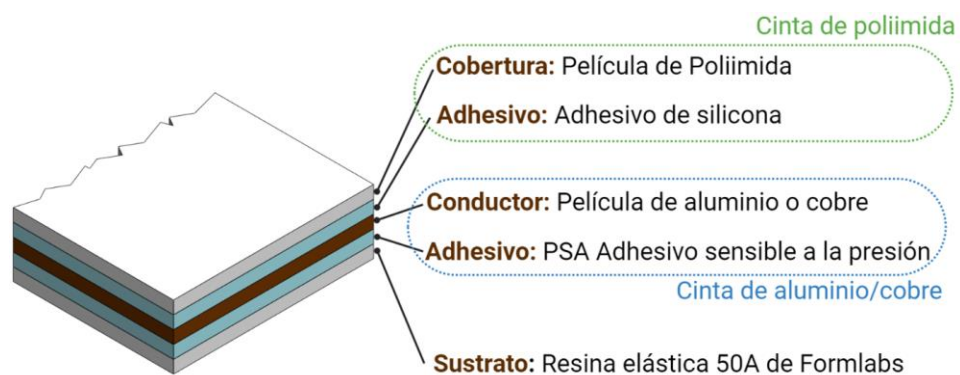 Cinta de poliimida
Cobertura: Película de Poliimida
Adhesivo: Adhesivo de silicona
Conductor: Película de aluminio o cobre
Adhesivo: PSA Adhesivo sensible a la presión
Cinta de aluminio/cobre
Sustrato: Resina elástica 50A de Formlabs